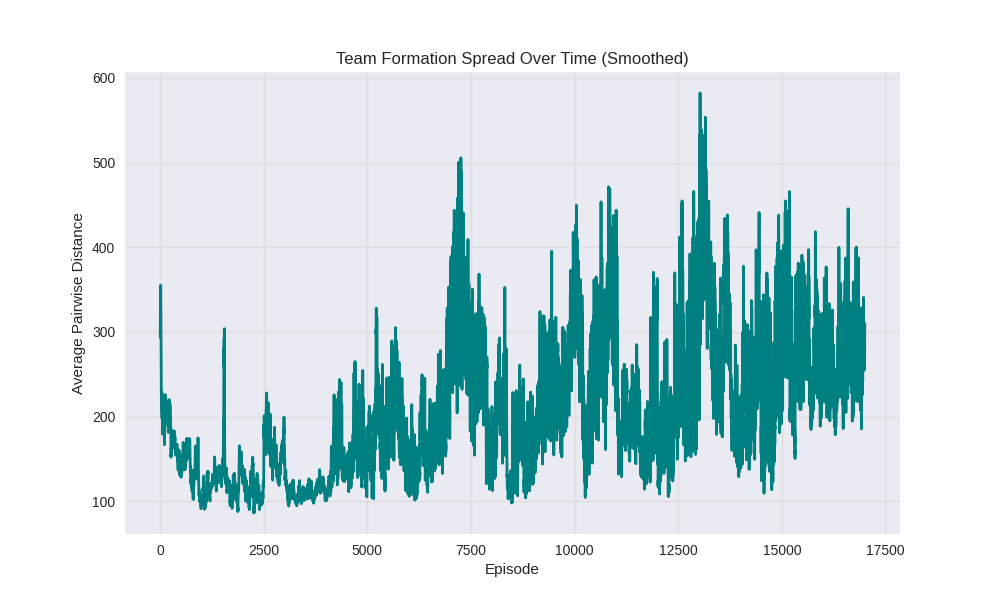 Team Formation Spread Over Time (Smoothed)
Average Pairwise Distance
600
500
400
300
200
100
0 2500 5000 7500 10000 12500 15000 17500
Episode